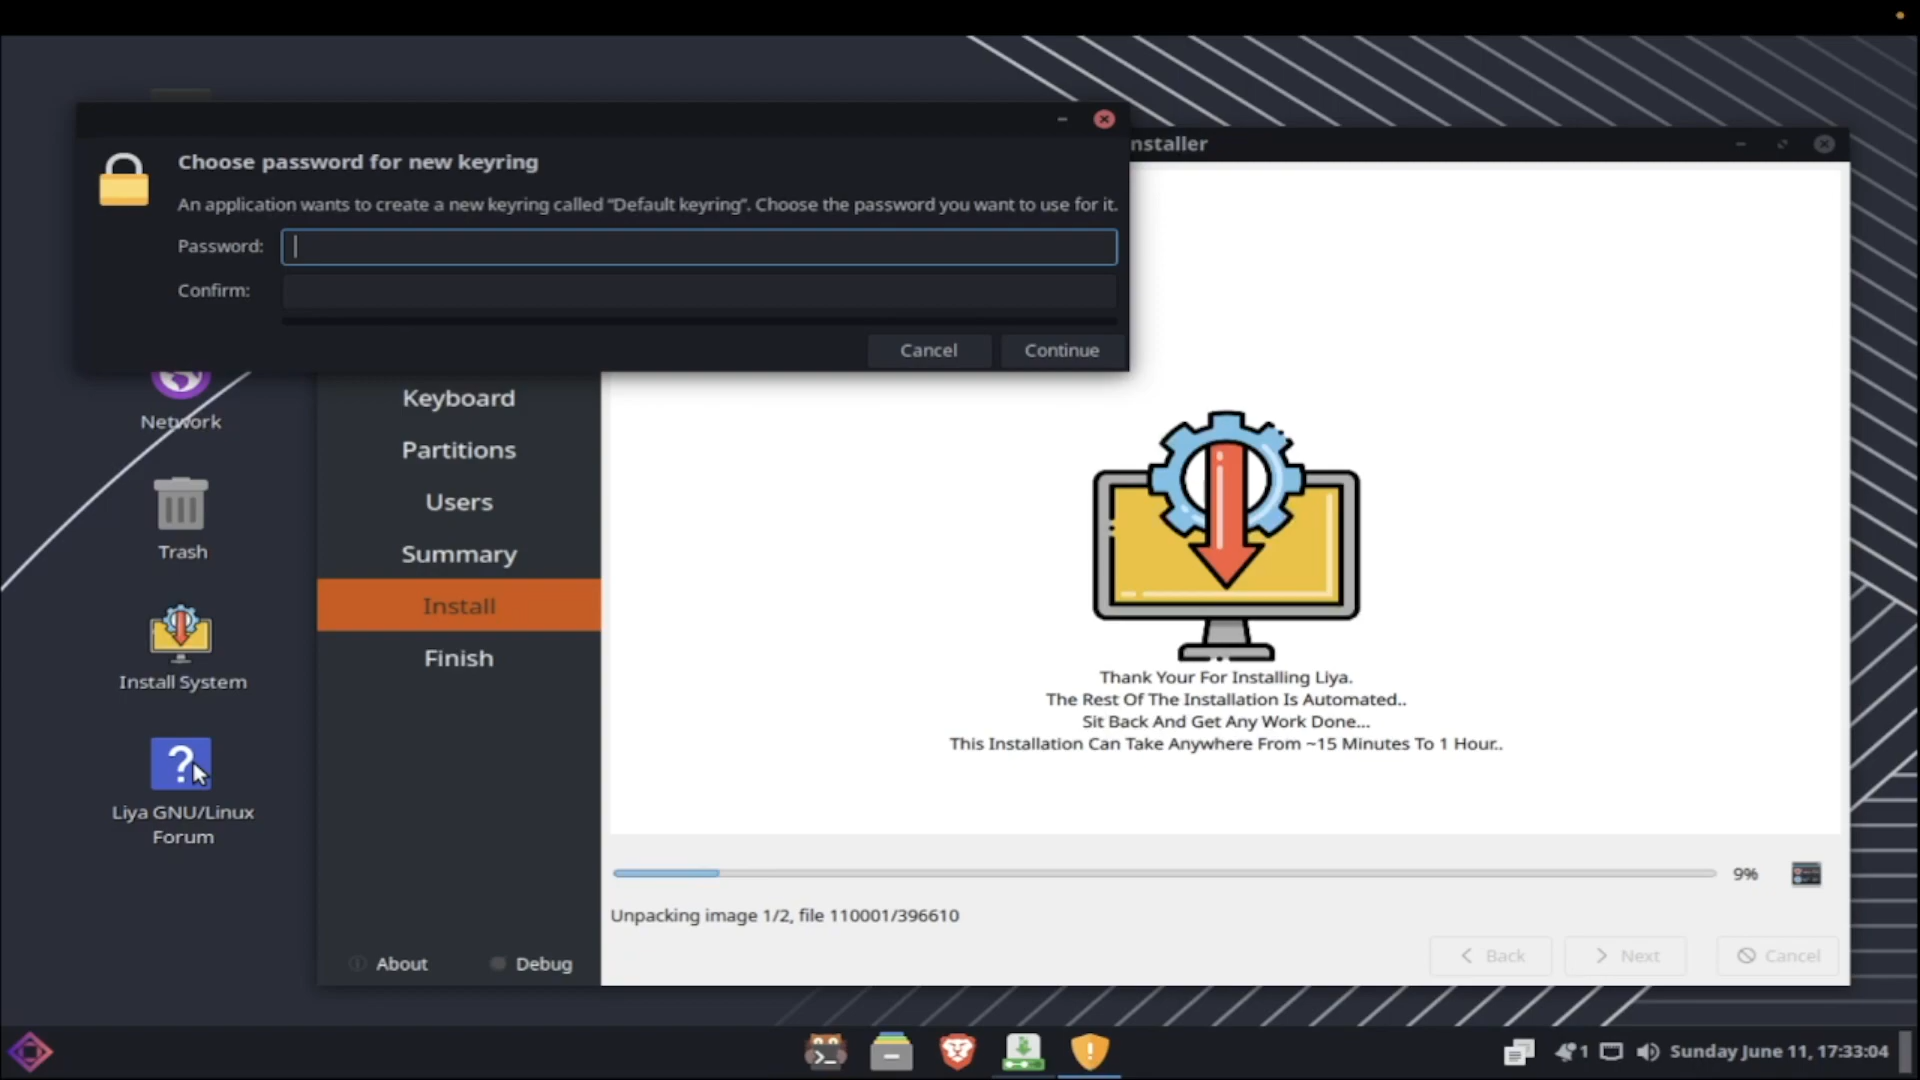 Choose password for new keyring
An application wants to create a new keyring called “Default keyring”. Choose the password you want to use for it.
Password:
Confirm:
Cancel
Continue
nstaller
Network
Trash
Install System
Liya GNU/Linux
Forum
Keyboard
Partitions
Users
Summary
Install
Finish
About
Debug
Thank Your For Installing Liya.
The Rest Of The Installation Is Automated..
Sit Back And Get Any Work Done...
This Installation Can Take Anywhere From ~15 Minutes To 1 Hour..
9%
Unpacking image 1/2, file 110001/396610
Back
Next
Cancel
1
Sunday June 11, 17:33:04